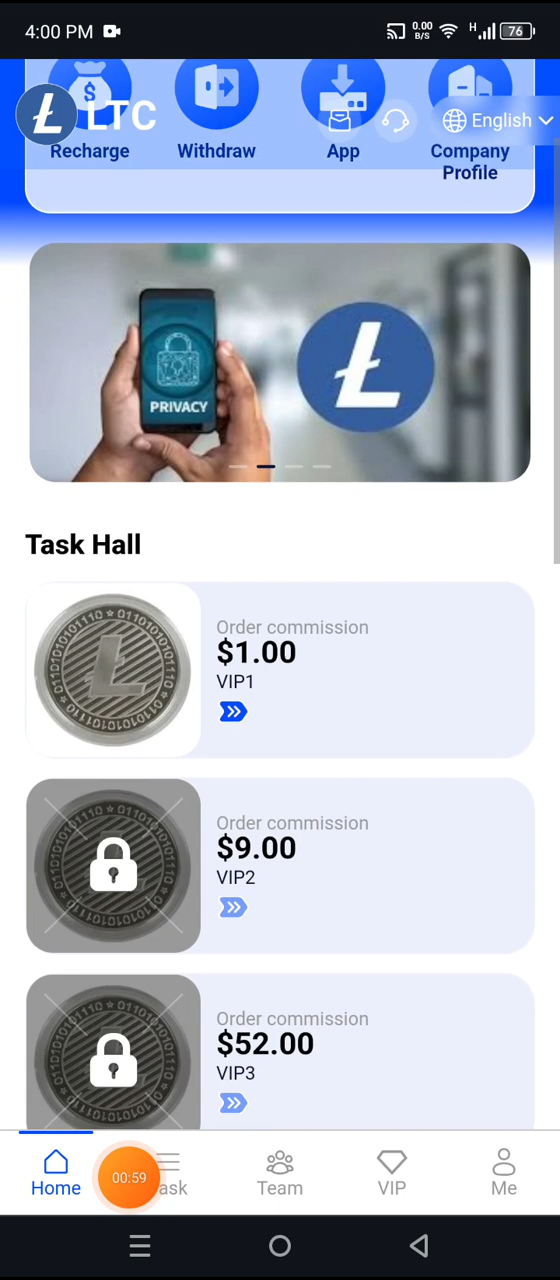 4:00 PM
0.00 B/S
H
76
LTC
English
Recharge
Withdraw
App
Company
Profile
PRIVACY
Task Hall
Order commission
$1.00
VIP1
Order commission
$9.00
VIP2
Order commission
$52.00
VIP3
00:59
Home
ask
Team
VIP
Me